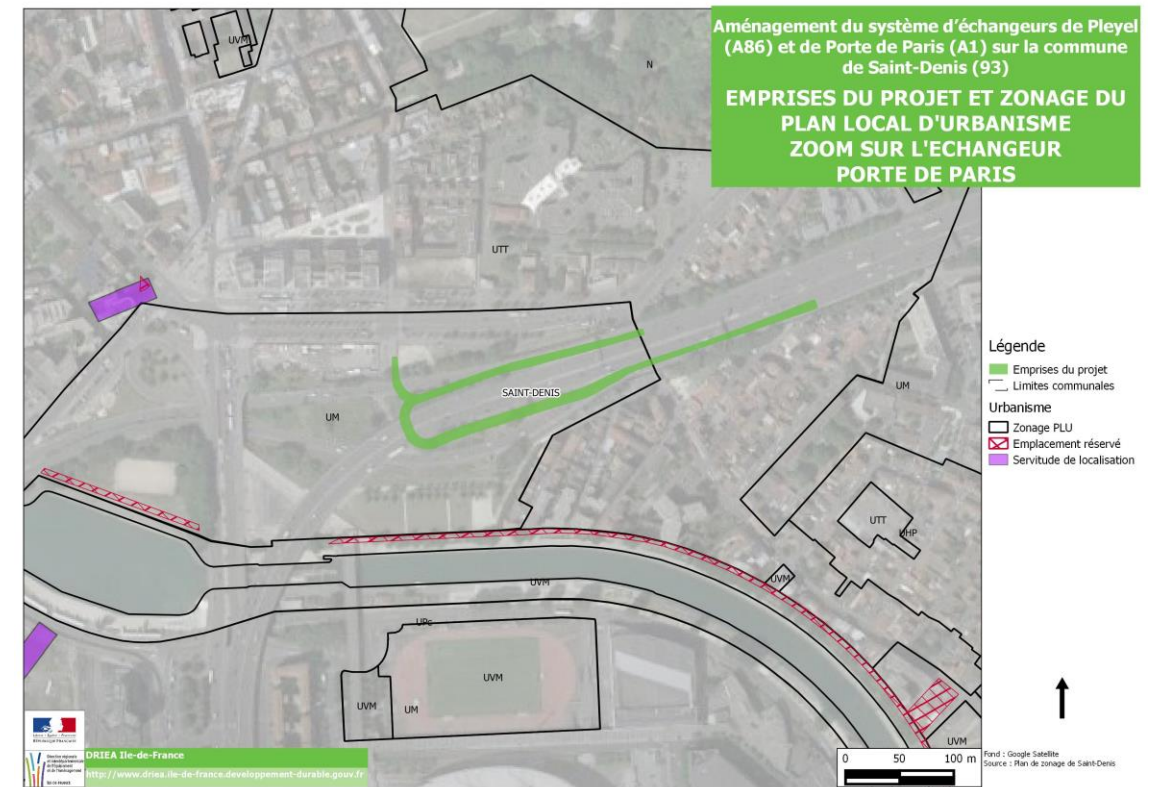 Aménagement du système d'échangeurs de Pleyel
(A86) et de Porte de Paris (A1) sur la commune
de Saint-Denis (93)
EMPRISES DU PROJET ET ZONAGE DU
PLAN LOCAL D'URBANISME
ZOOM SUR L'ECHANGEUR
PORTE DE PARIS
UVM
N
UTT
SAINT-DENIS
UM
UM
UTT
UHP
UVM
UVM
UPc
UVM
UVM
UM
UVM
Légende
Emprises du projet
Limites communales
Urbanisme
Zonage PLU
Emplacement réservé
Servitude de localisation
RÉPUBLIQUE FRANÇAISE
DRIEA Ile-de-France
http://www.driea.ile-de-france.developpement-durable.gouv.fr
0 50 100 m
Fond : Google Satellite
Source : Plan de zonage de Saint-Denis